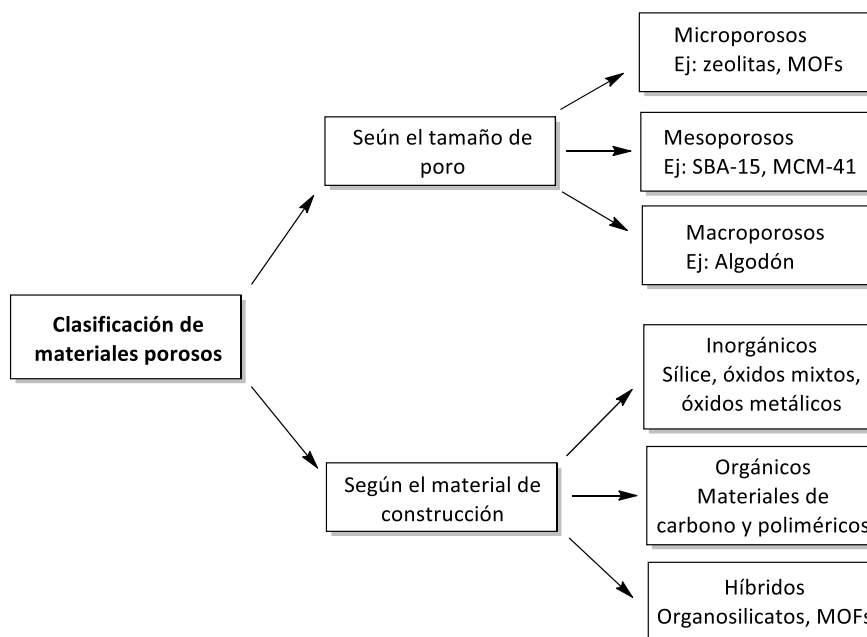 Clasificación de
materiales porosos
Seún el tamaño de
poro
Microporosos
Ej: zeolitas, MOFs
Mesoporosos
Ej: SBA-15, MCM-41
Macroporosos
Ej: Algodón
Según el material de
construcción
Inorgánicos
Sílice, óxidos mixtos,
óxidos metálicos
Orgánicos
Materiales de
carbono y poliméricos
Híbridos
Organosilicatos, MOFs